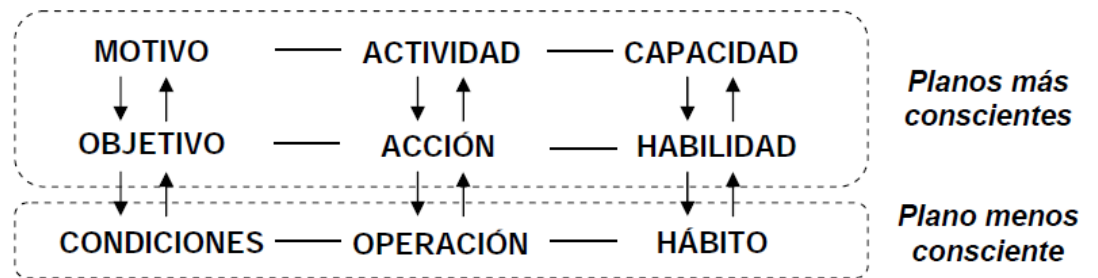 MOTIVO ACTIVIDAD CAPACIDAD
Planos más
conscientes
OBJETIVO ACCIÓN HABILIDAD
Plano menos
consciente
CONDICIONES OPERACIÓN HÁBITO